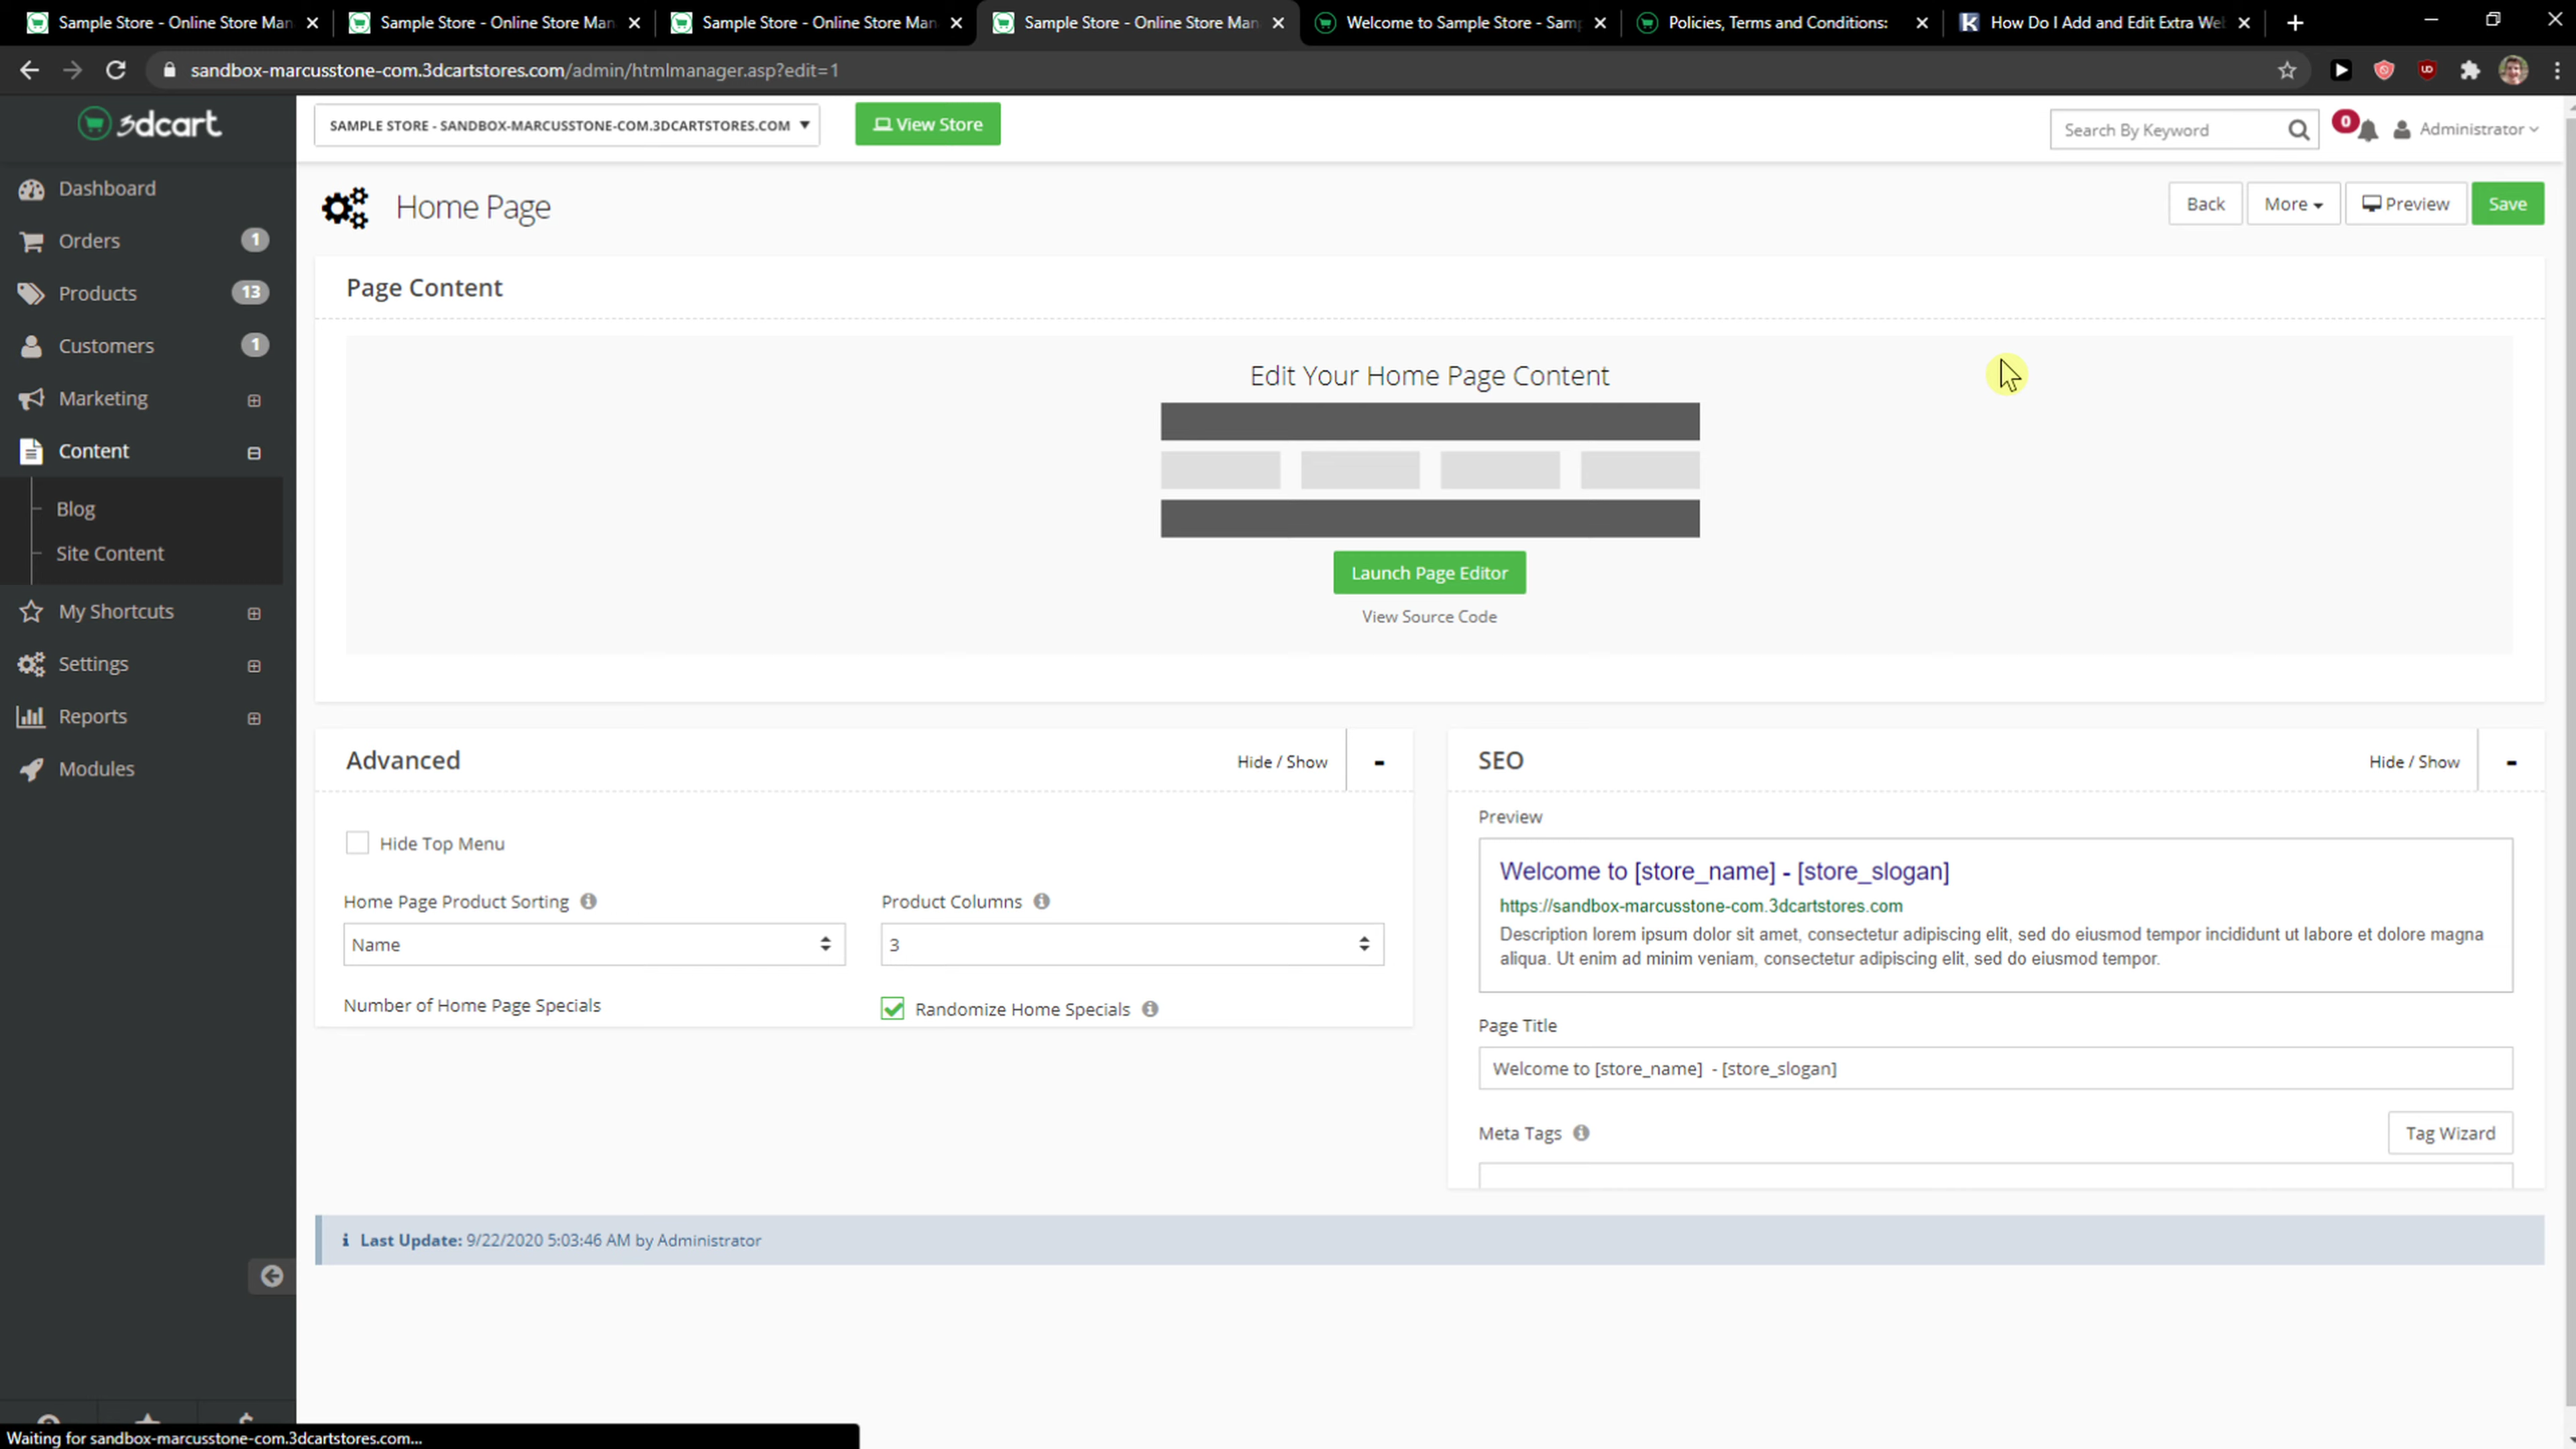 Sample Store - Online Store Man
Sample Store - Online Store Man
Sample Store - Online Store Man
Sample Store - Online Store Man
Welcome to Sample Store - Sam
Policies, Terms and Conditions:
How Do I Add and Edit Extra We
sandbox-marcusstone-com.3dcartstores.com/admin/htmlmanager.asp?edit=1
3dcart
SAMPLE STORE - SANDBOX-MARCUSSTONE-COM.3DCARTSTORES.COM
View Store
Search By Keyword
0
Administrator
Dashboard
Orders 1
Products 13
Customers 1
Marketing
Content
Blog
Site Content
My Shortcuts
Settings
Reports
Modules
Home Page
Back
More
Preview
Save
Page Content
Edit Your Home Page Content
Launch Page Editor
View Source Code
Advanced
Hide / Show
Hide Top Menu
Home Page Product Sorting
Name
Product Columns
3
Number of Home Page Specials
Randomize Home Specials
SEO
Hide / Show
Preview
Welcome to [store_name] - [store_slogan]
https://sandbox-marcusstone-com.3dcartstores.com
Description lorem ipsum dolor sit amet, consectetur adipiscing elit, sed do eiusmod tempor incididunt ut labore et dolore magna
aliqua. Ut enim ad minim veniam, consectetur adipiscing elit, sed do eiusmod tempor.
Page Title
Welcome to [store_name]  - [store_slogan]
Meta Tags
Tag Wizard
Last Update: 9/22/2020 5:03:46 AM by Administrator
Waiting for sandbox-marcusstone-com.3dcartstores.com...